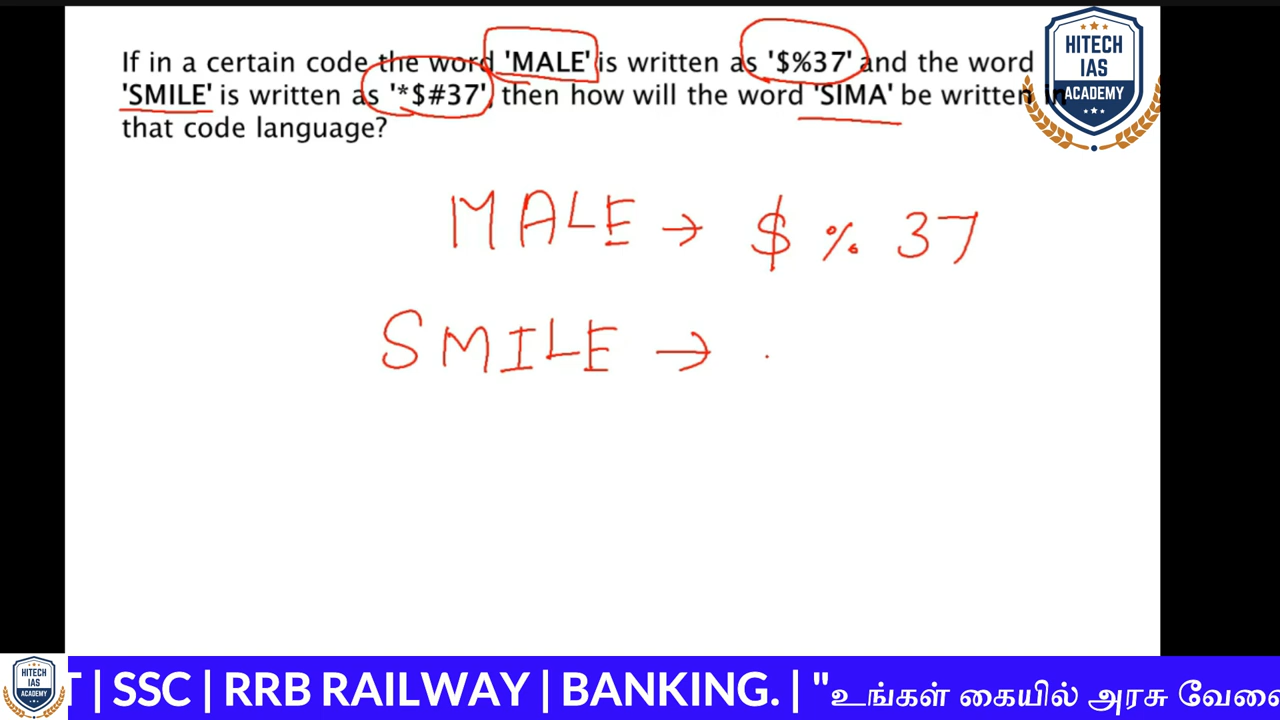 If in a certain code the word 'MALE' is written as '$%37' and the word
'SMILE' is written as '*$#37', then how will the word 'SIMA' be written in
that code language?
HITECH
IAS
ACADEMY
MALE → $ % 37
SMILE →
HITECH
IAS
ACADEMY
T | SSC | RRB RAILWAY | BANKING. | "உங்கள் கையில் அரசு வேலை